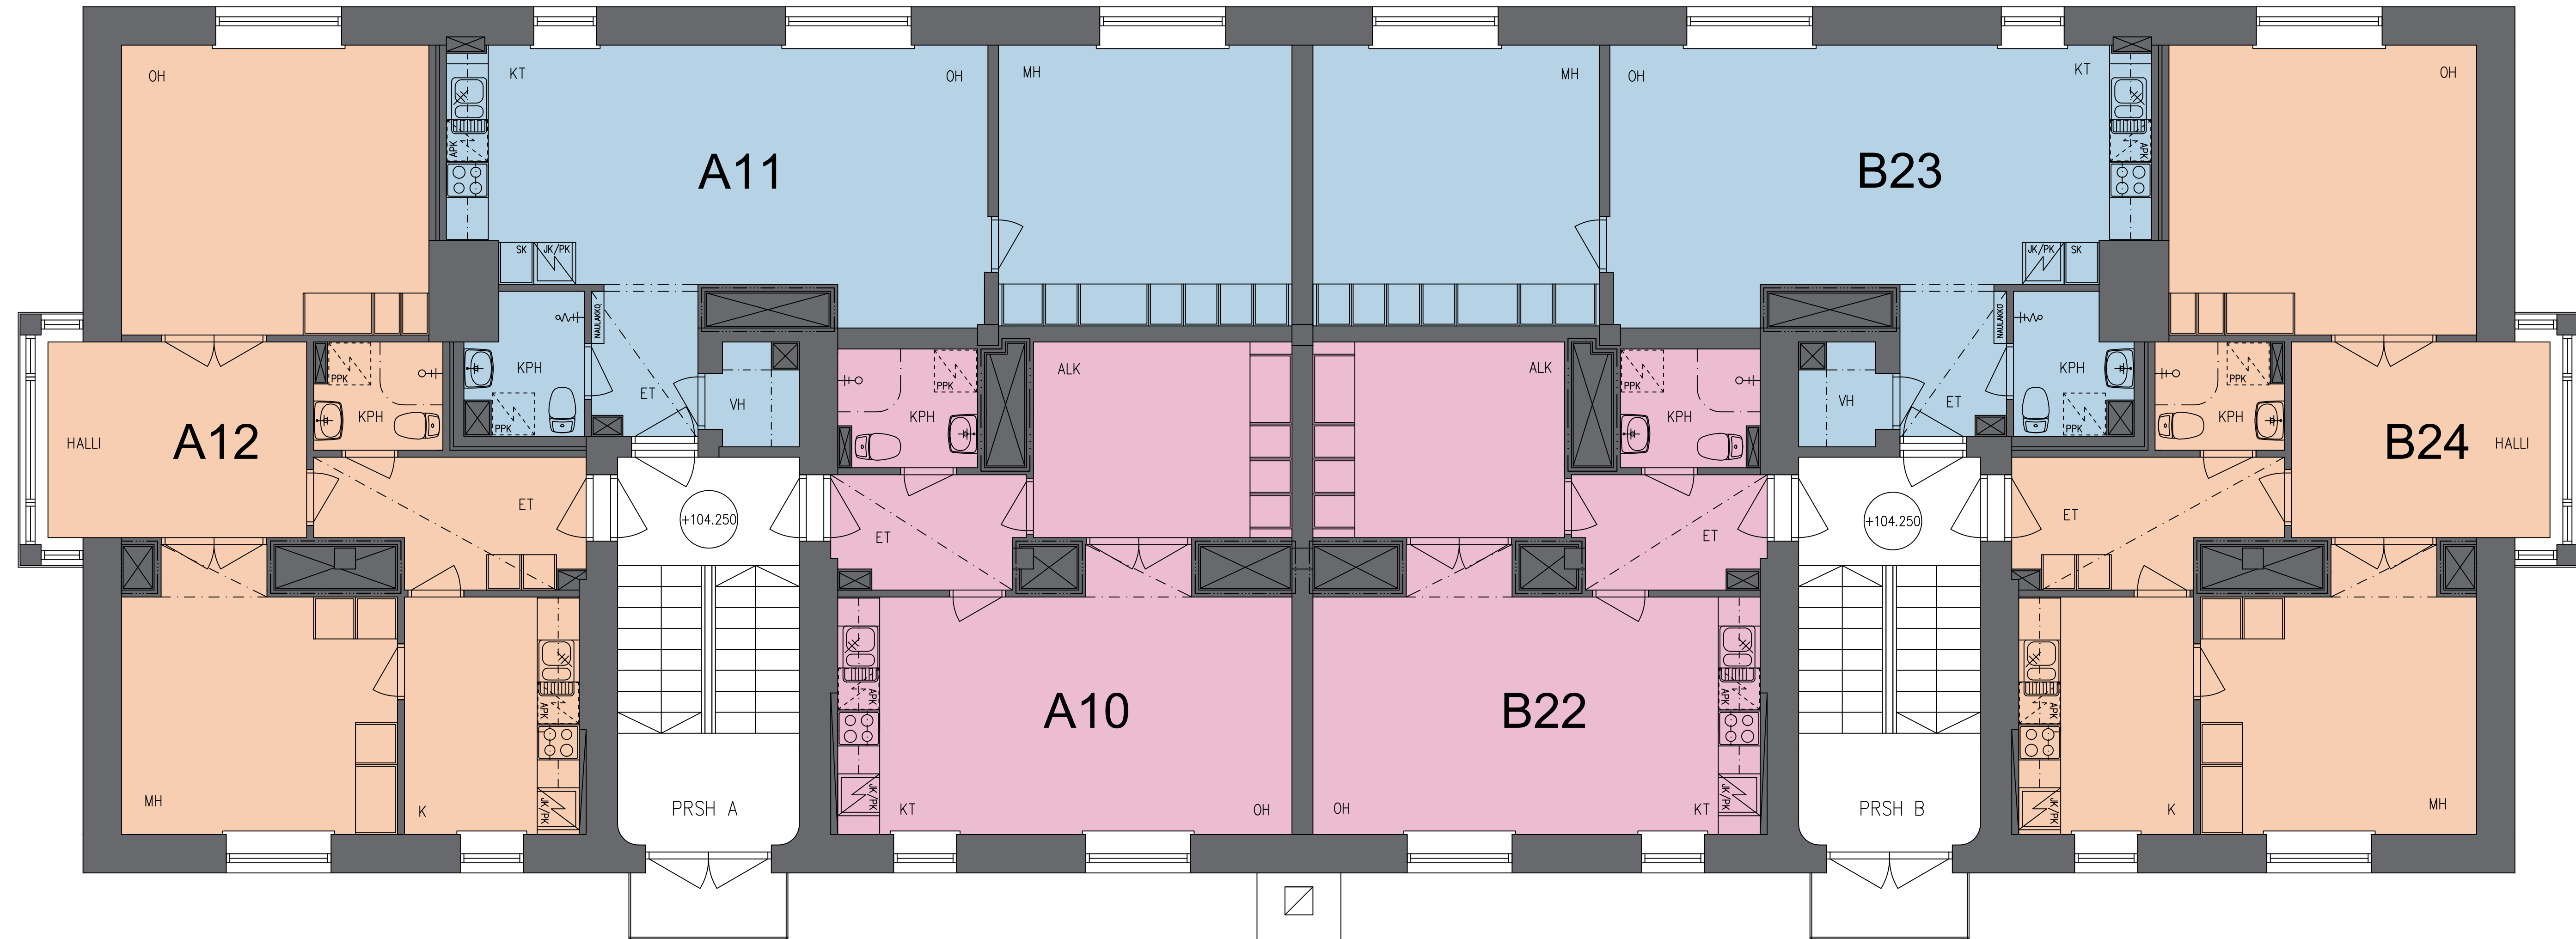 OH
KT
OH
MH
MH
OH
KT
OH
APK
A11
B23
APK
SK
JK/PK
JK/PK
SK
NAULAKKO
NAULAKKO
PPK
KPH
ET
VH
PPK
KPH
ALK
ALK
PPK
KPH
VH
ET
KPH
PPK
PPK
KPH
PPK
KPH
HALLI
A12
B24
HALLI
ET
+104.250
ET
ET
+104.250
ET
APK
APK
APK
APK
A10
B22
MH
K
JK/PK
PRSH A
JK/PK
KT
OH
OH
KT
JK/PK
PRSH B
JK/PK
K
MH